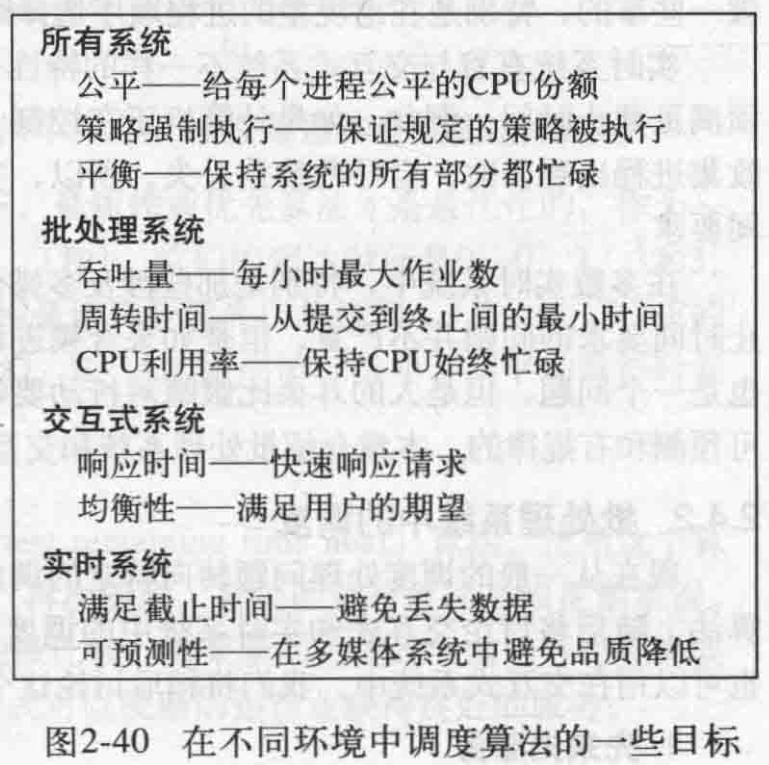 所有系统
公平——给每个进程公平的CPU份额
策略强制执行——保证规定的策略被执行
平衡——保持系统的所有部分都忙碌
批处理系统
吞吐量——每小时最大作业数
周转时间——从提交到终止间的最小时间
CPU利用率——保持CPU始终忙碌
交互式系统
响应时间——快速响应请求
均衡性——满足用户的期望
实时系统
满足截止时间——避免丢失数据
可预测性——在多媒体系统中避免品质降低
图2-40 在不同环境中调度算法的一些目标